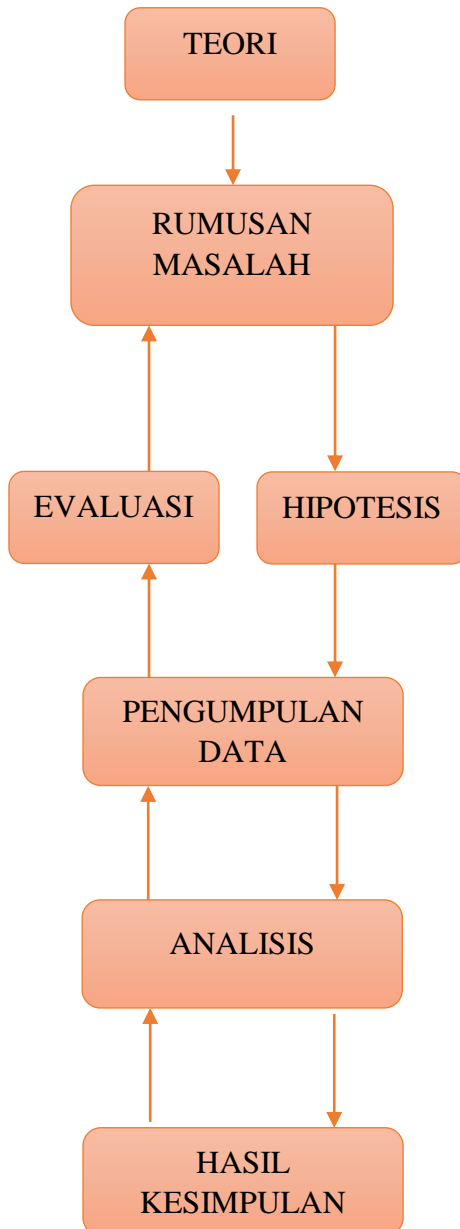 TEORI
RUMUSAN
MASALAH
EVALUASI
HIPOTESIS
PENGUMPULAN
DATA
ANALISIS
HASIL
KESIMPULAN